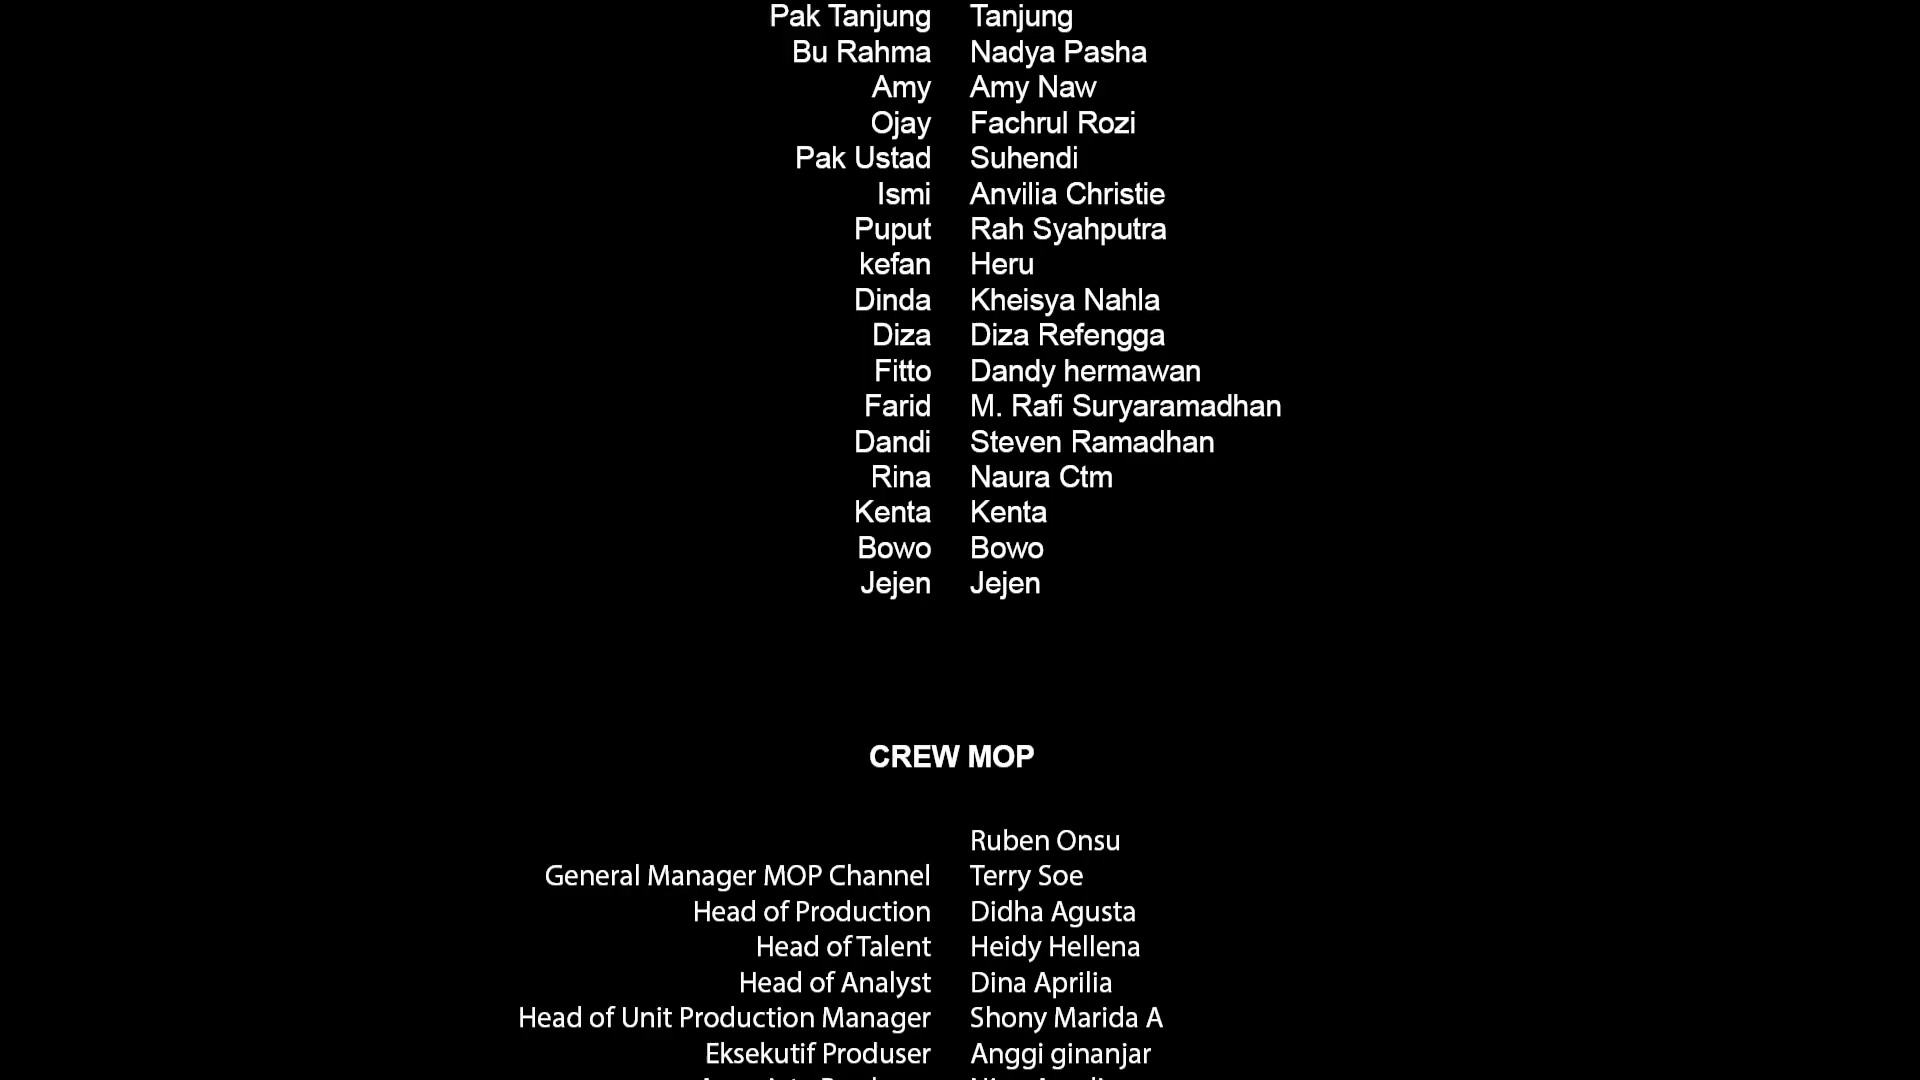 Pak Tanjung Tanjung
Bu Rahma Nadya Pasha
Amy Amy Naw
Ojay Fachrul Rozi
Pak Ustad Suhendi
Ismi Anvilia Christie
Puput Rah Syahputra
kefan Heru
Dinda Kheisya Nahla
Diza Diza Refengga
Fitto Dandy hermawan
Farid M. Rafi Suryaramadhan
Dandi Steven Ramadhan
Rina Naura Ctm
Kenta Kenta
Bowo Bowo
Jejen Jejen
CREW MOP
Ruben Onsu
General Manager MOP Channel Terry Soe
Head of Production Didha Agusta
Head of Talent Heidy Hellena
Head of Analyst Dina Aprilia
Head of Unit Production Manager Shony Marida A
Eksekutif Produser Anggi ginanjar